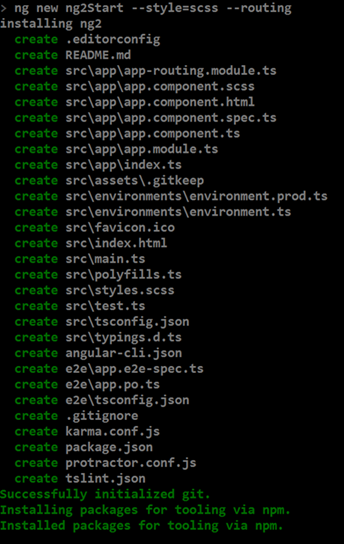 > ng new ng2Start --style=scss --routing
installing ng2
create .editorconfig
create README.md
create src\app\app-routing.module.ts
create src\app\app.component.scss
create src\app\app.component.html
create src\app\app.component.spec.ts
create src\app\app.component.ts
create src\app\app.module.ts
create src\app\index.ts
create src\assets\.gitkeep
create src\environments\environment.prod.ts
create src\environments\environment.ts
create src\favicon.ico
create src\index.html
create src\main.ts
create src\polyfills.ts
create src\styles.scss
create src\test.ts
create src\tsconfig.json
create src\typings.d.ts
create angular-cli.json
create e2e\app.e2e-spec.ts
create e2e\app.po.ts
create e2e\tsconfig.json
create .gitignore
create karma.conf.js
create package.json
create protractor.conf.js
create tslint.json
Successfully initialized git.
Installing packages for tooling via npm.
Installed packages for tooling via npm.